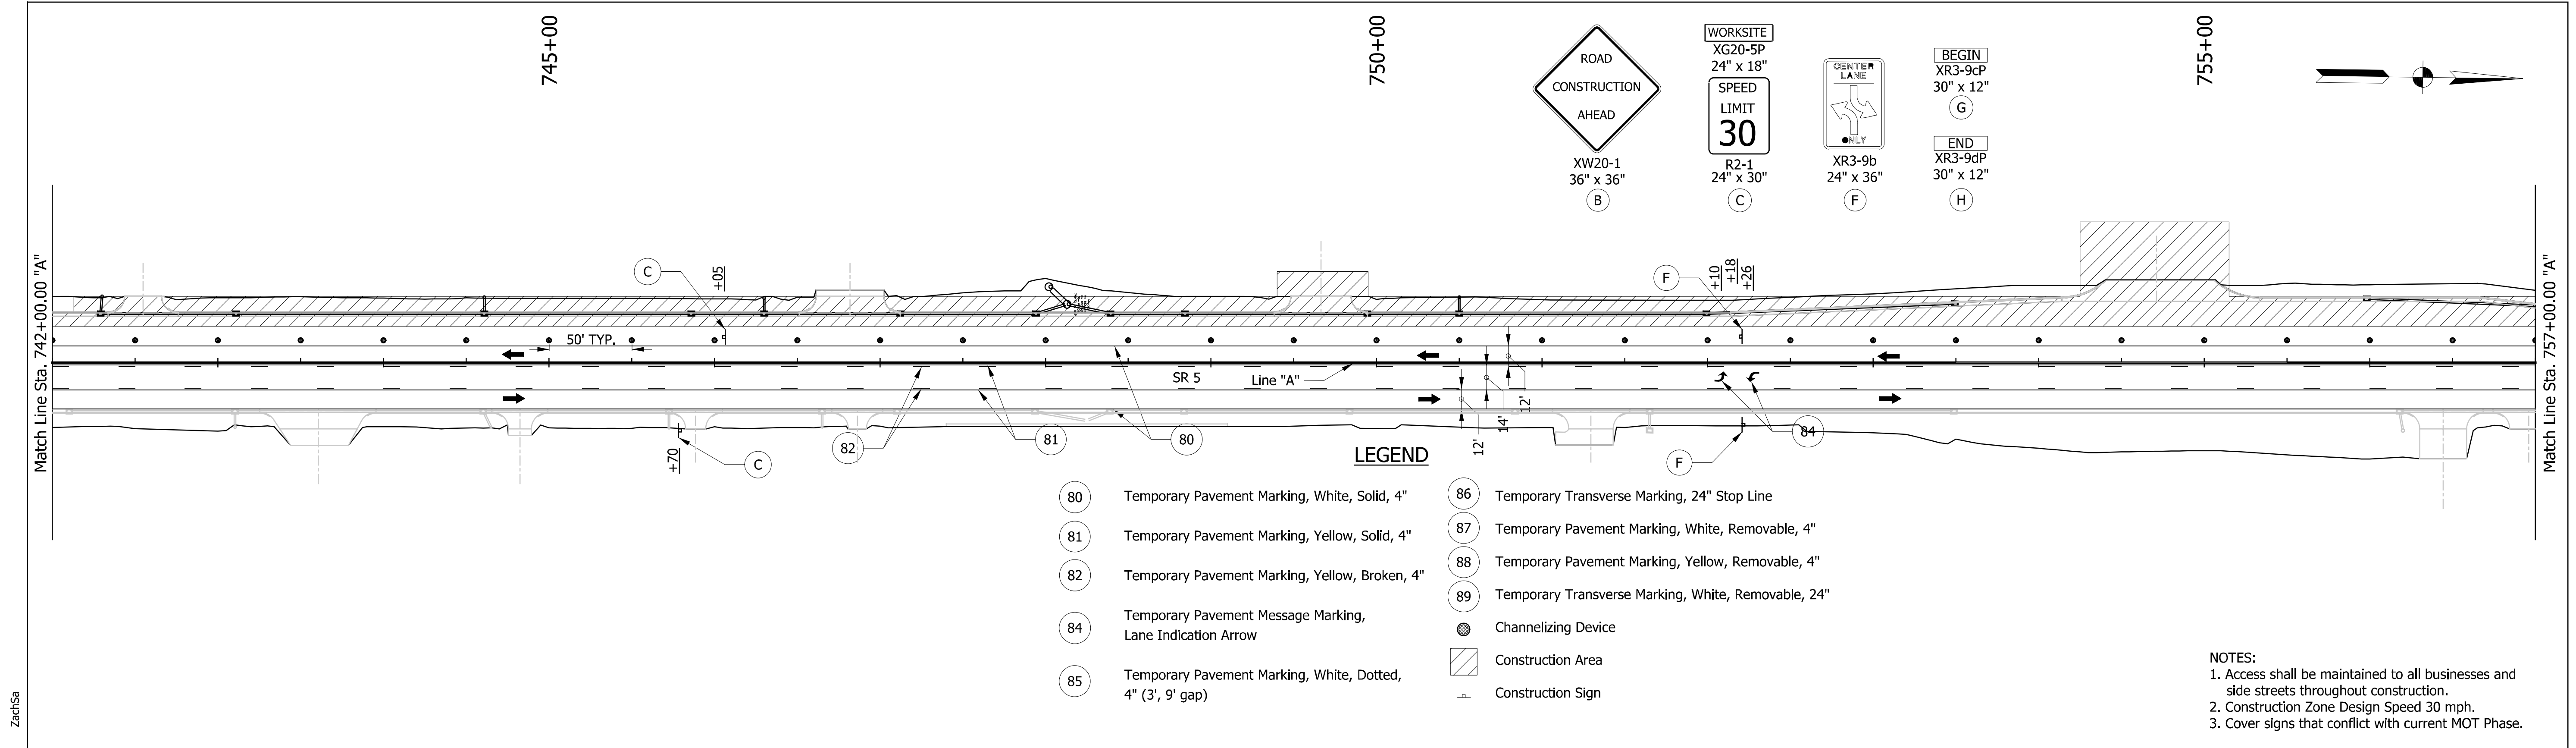 745+00
750+00
755+00
ROAD
CONSTRUCTION
AHEAD
XW20-1
36" x 36"
B
WORKSITE
XG20-5P
24" x 18"
SPEED
LIMIT
30
R2-1
24" x 30"
C
CENTER
LANE
ONLY
XR3-9b
24" x 36"
F
BEGIN
XR3-9cP
30" x 12"
G
END
XR3-9dP
30" x 12"
H
Match Line Sta. 742+00.00 "A"
C
+05
F
+10
+18
+26
50' TYP.
SR 5
Line "A"
12'
14'
12'
+70
C
82
81
80
F
84
Match Line Sta. 757+00.00 "A"
LEGEND
80 Temporary Pavement Marking, White, Solid, 4"
81 Temporary Pavement Marking, Yellow, Solid, 4"
82 Temporary Pavement Marking, Yellow, Broken, 4"
84 Temporary Pavement Message Marking,
Lane Indication Arrow
85 Temporary Pavement Marking, White, Dotted,
4" (3', 9' gap)
86 Temporary Transverse Marking, 24" Stop Line
87 Temporary Pavement Marking, White, Removable, 4"
88 Temporary Pavement Marking, Yellow, Removable, 4"
89 Temporary Transverse Marking, White, Removable, 24"
Channelizing Device
Construction Area
Construction Sign
NOTES:
1. Access shall be maintained to all businesses and
side streets throughout construction.
2. Construction Zone Design Speed 30 mph.
3. Cover signs that conflict with current MOT Phase.
ZachSa